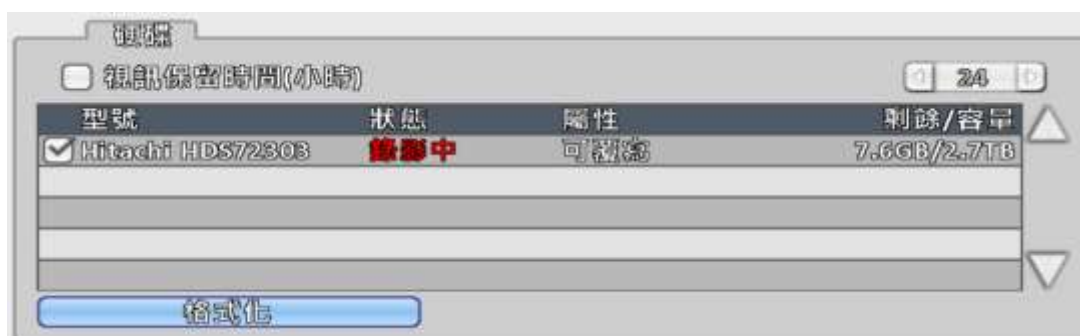 硬碟
視訊保留時間(小時) 24
型號 狀態 屬性 剩餘/容量
Hitachi HDS72303 錄影中 可覆寫 7.6GB/2.7TB
格式化